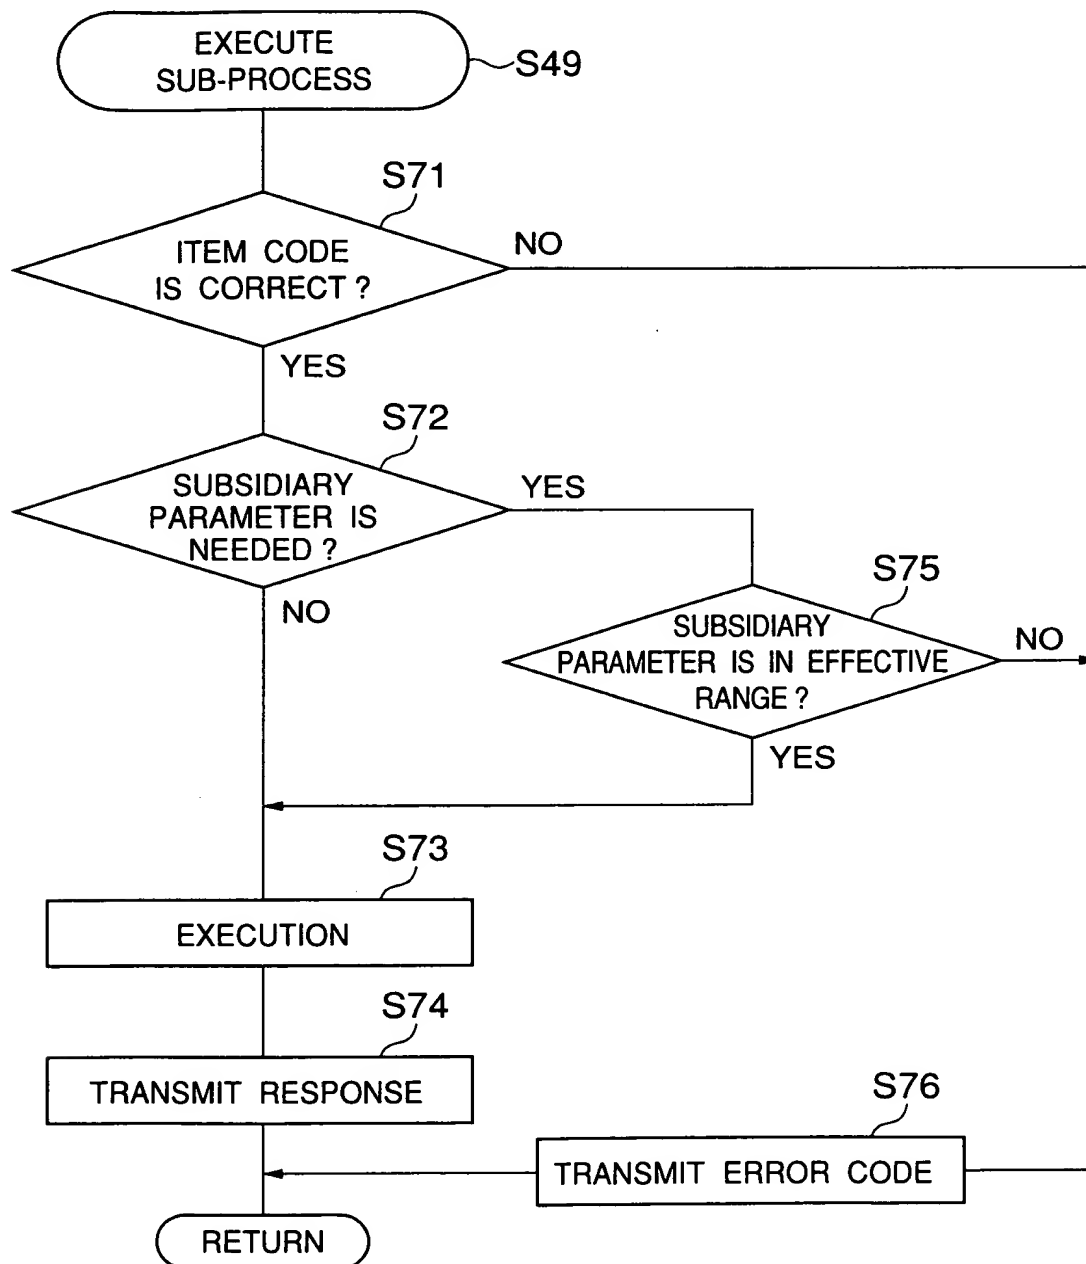 EXECUTE
SUB-PROCESS
S49
S71
ITEM CODE
IS CORRECT ?
NO
YES
S72
SUBSIDIARY
PARAMETER IS
NEEDED ?
YES
NO
S75
SUBSIDIARY
PARAMETER IS IN EFFECTIVE
RANGE ?
NO
YES
S73
EXECUTION
S74
TRANSMIT RESPONSE
S76
TRANSMIT ERROR CODE
RETURN